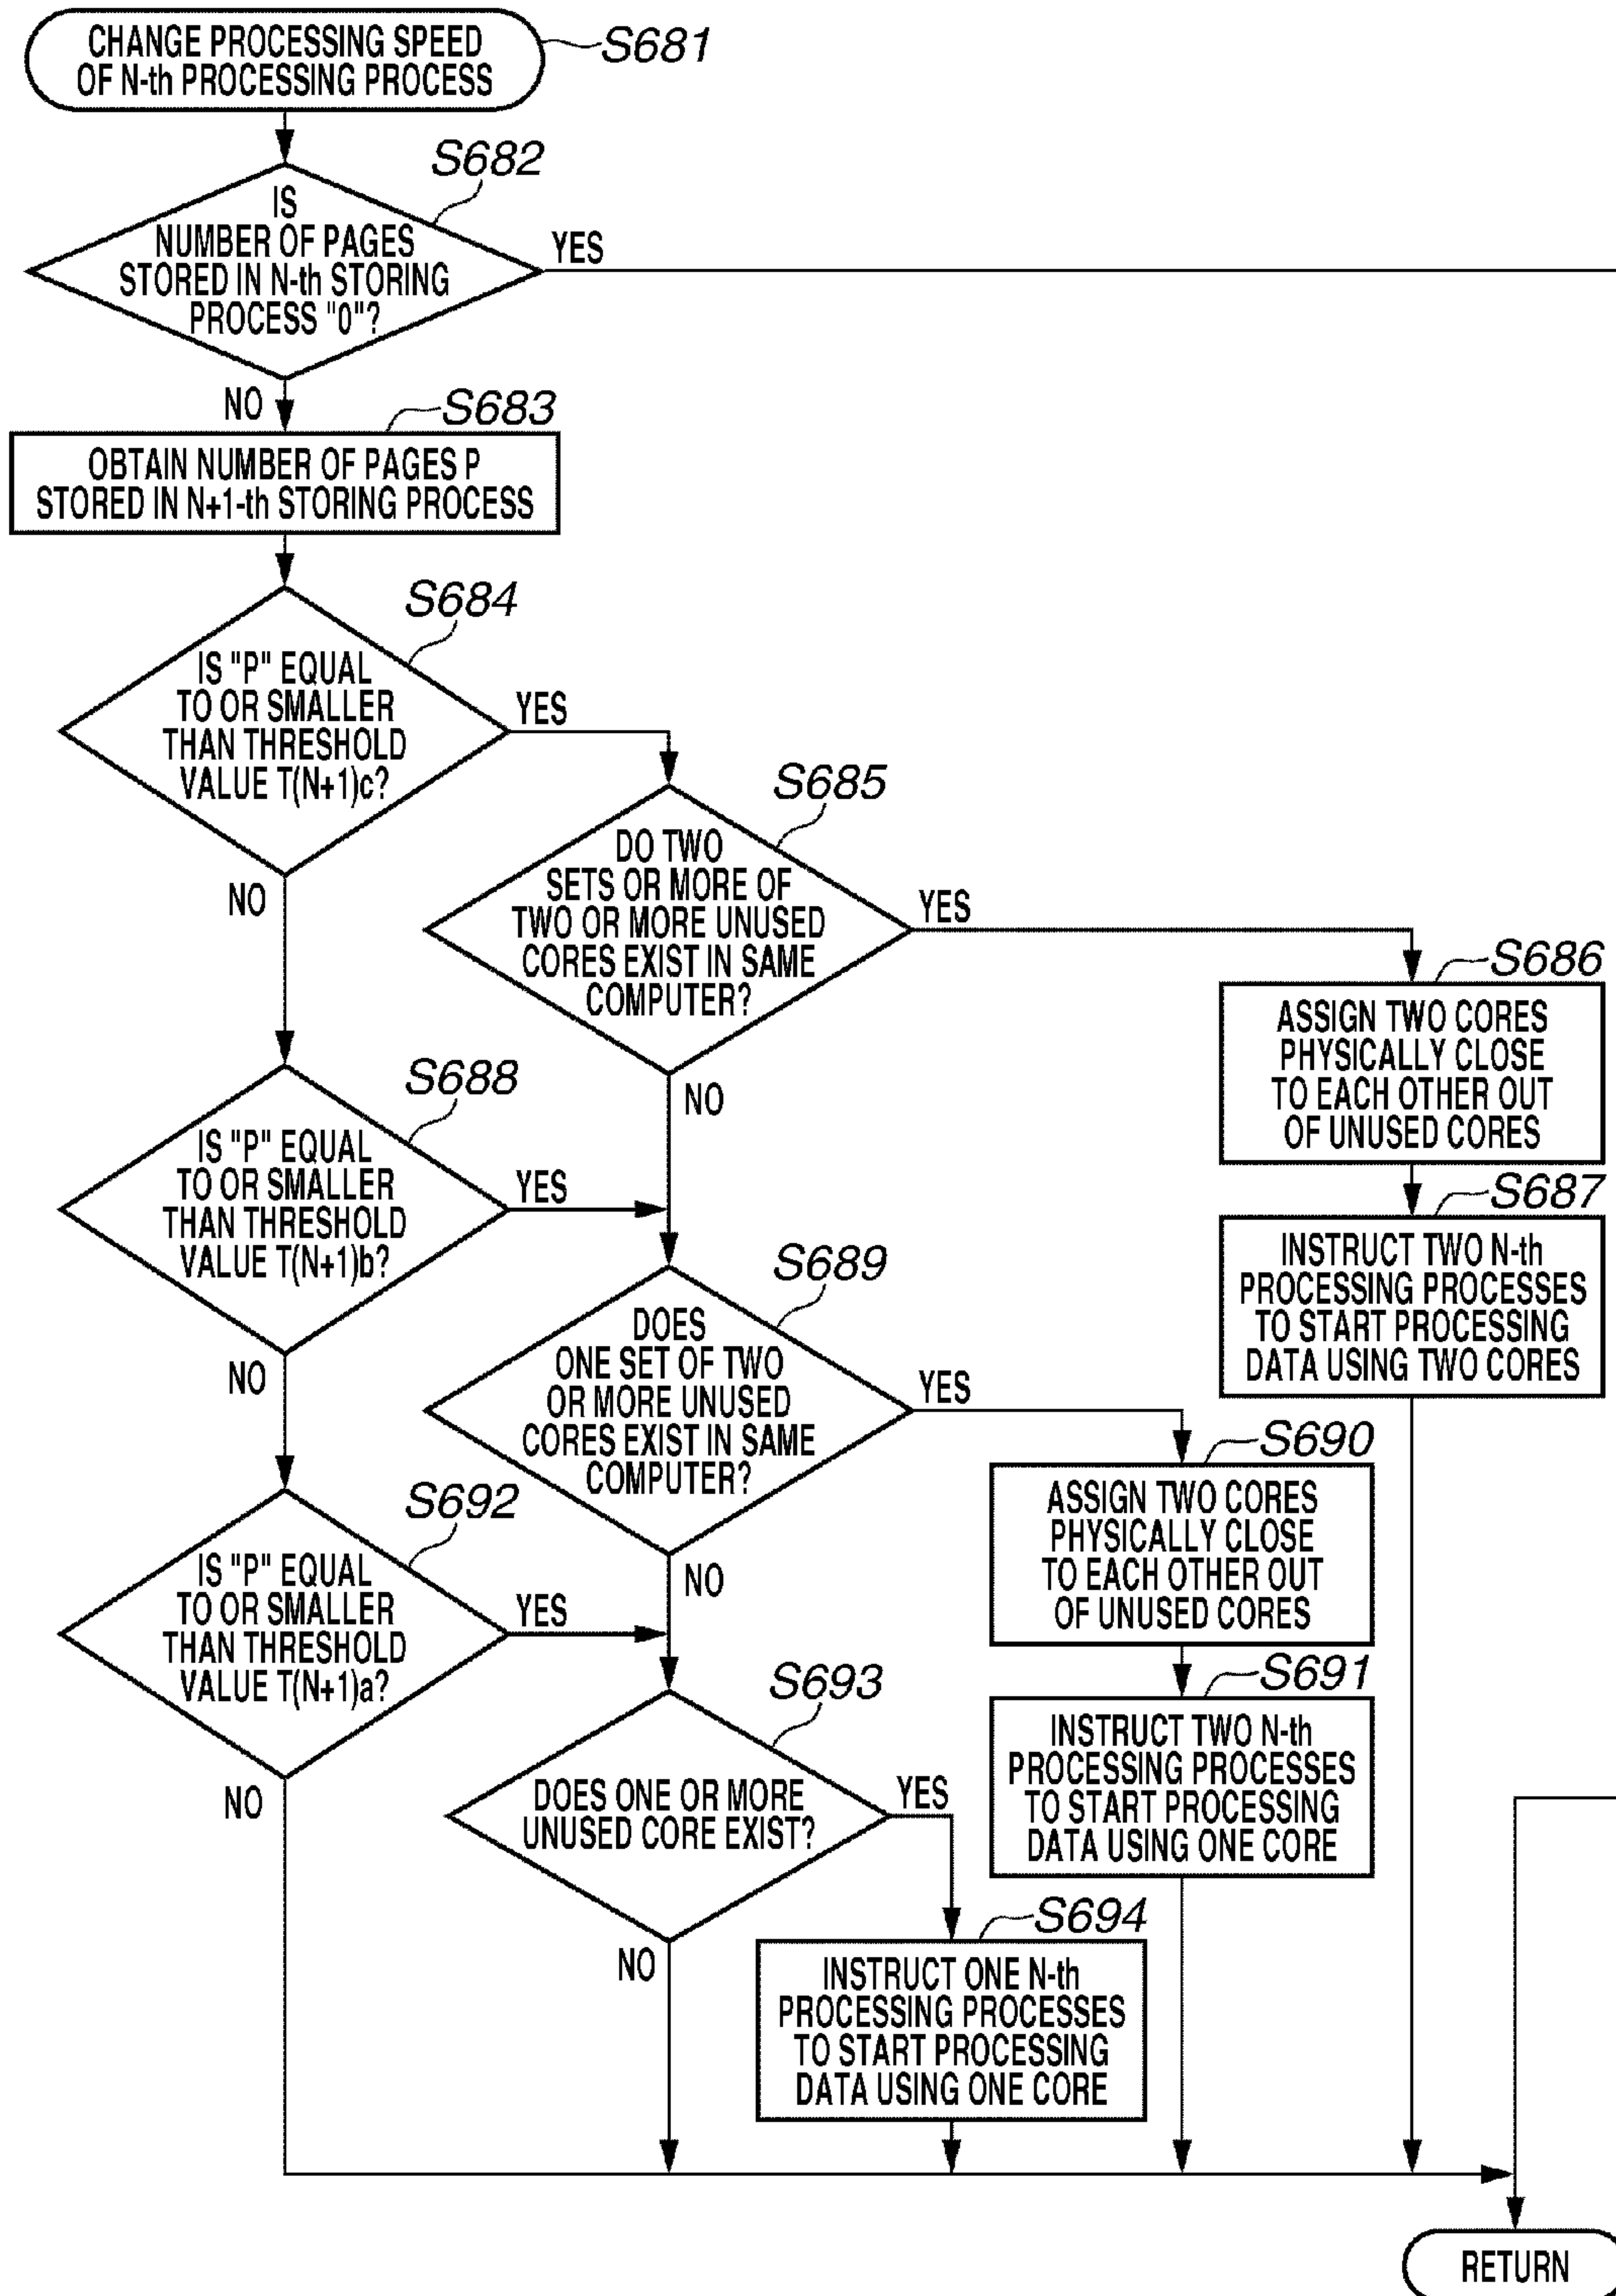 CHANGE PROCESSING SPEED
OF N-th PROCESSING PROCESS
S681
S682
IS
NUMBER OF PAGES
STORED IN N-th STORING
PROCESS "0"?
YES
NO
S683
OBTAIN NUMBER OF PAGES P
STORED IN N+1-th STORING PROCESS
S684
IS "P" EQUAL
TO OR SMALLER
THAN THRESHOLD
VALUE T(N+1)c?
YES
NO
S685
DO TWO
SETS OR MORE OF
TWO OR MORE UNUSED
CORES EXIST IN SAME
COMPUTER?
YES
NO
S686
ASSIGN TWO CORES
PHYSICALLY CLOSE
TO EACH OTHER OUT
OF UNUSED CORES
S687
INSTRUCT TWO N-th
PROCESSING PROCESSES
TO START PROCESSING
DATA USING TWO CORES
S688
IS "P" EQUAL
TO OR SMALLER
THAN THRESHOLD
VALUE T(N+1)b?
YES
NO
S689
DOES
ONE SET OF TWO
OR MORE UNUSED
CORES EXIST IN SAME
COMPUTER?
YES
NO
S690
ASSIGN TWO CORES
PHYSICALLY CLOSE
TO EACH OTHER OUT
OF UNUSED CORES
S691
INSTRUCT TWO N-th
PROCESSING PROCESSES
TO START PROCESSING
DATA USING ONE CORE
S692
IS "P" EQUAL
TO OR SMALLER
THAN THRESHOLD
VALUE T(N+1)a?
YES
NO
S693
DOES ONE OR MORE
UNUSED CORE EXIST?
YES
NO
S694
INSTRUCT ONE N-th
PROCESSING PROCESSES
TO START PROCESSING
DATA USING ONE CORE
RETURN